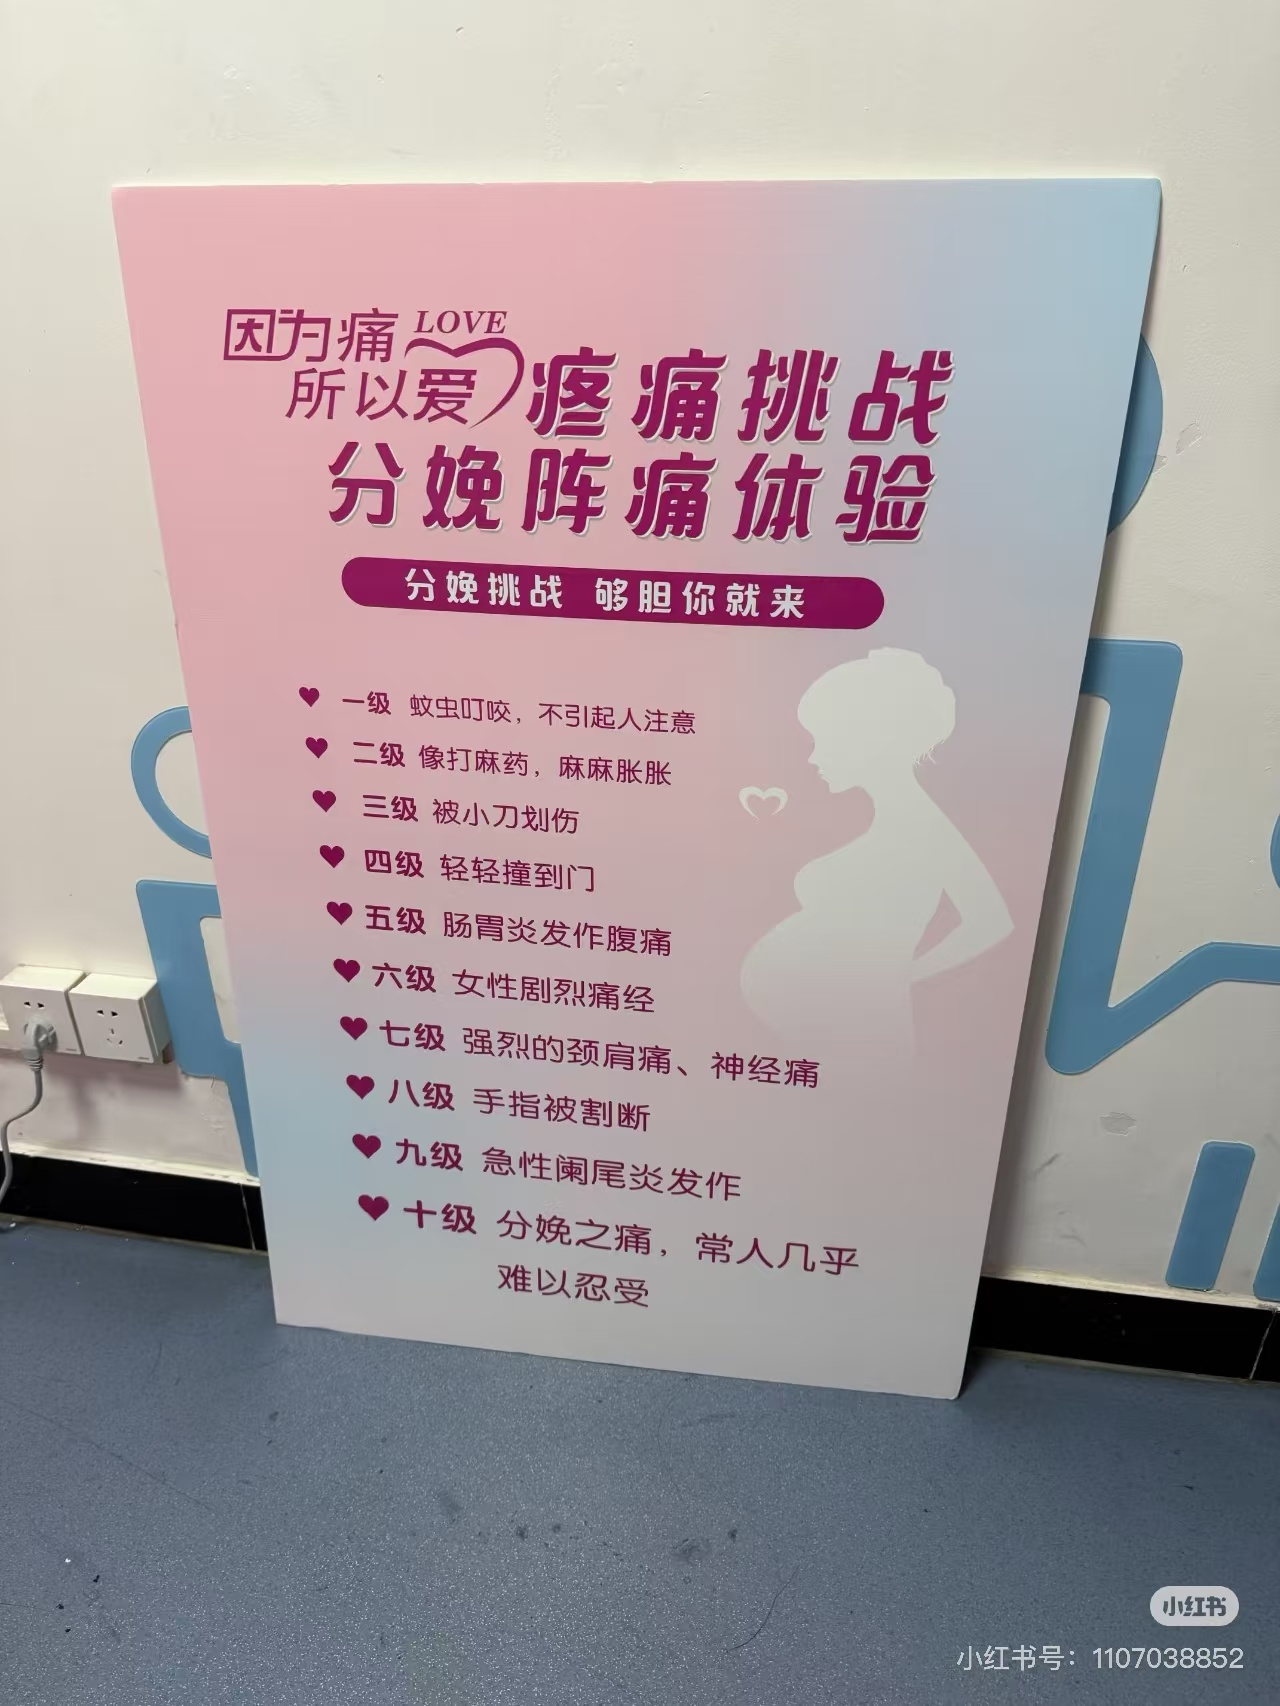 因为痛 LOVE
所以爱
疼痛挑战
分娩阵痛体验
分娩挑战 够胆你就来
一级 蚊虫叮咬，不引起人注意
二级 像打麻药，麻麻胀胀
三级 被小刀划伤
四级 轻轻撞到门
五级 肠胃炎发作腹痛
六级 女性剧烈痛经
七级 强烈的颈肩痛、神经痛
八级 手指被割断
九级 急性阑尾炎发作
十级 分娩之痛，常人几乎
难以忍受
小红书
小红书号：1107038852